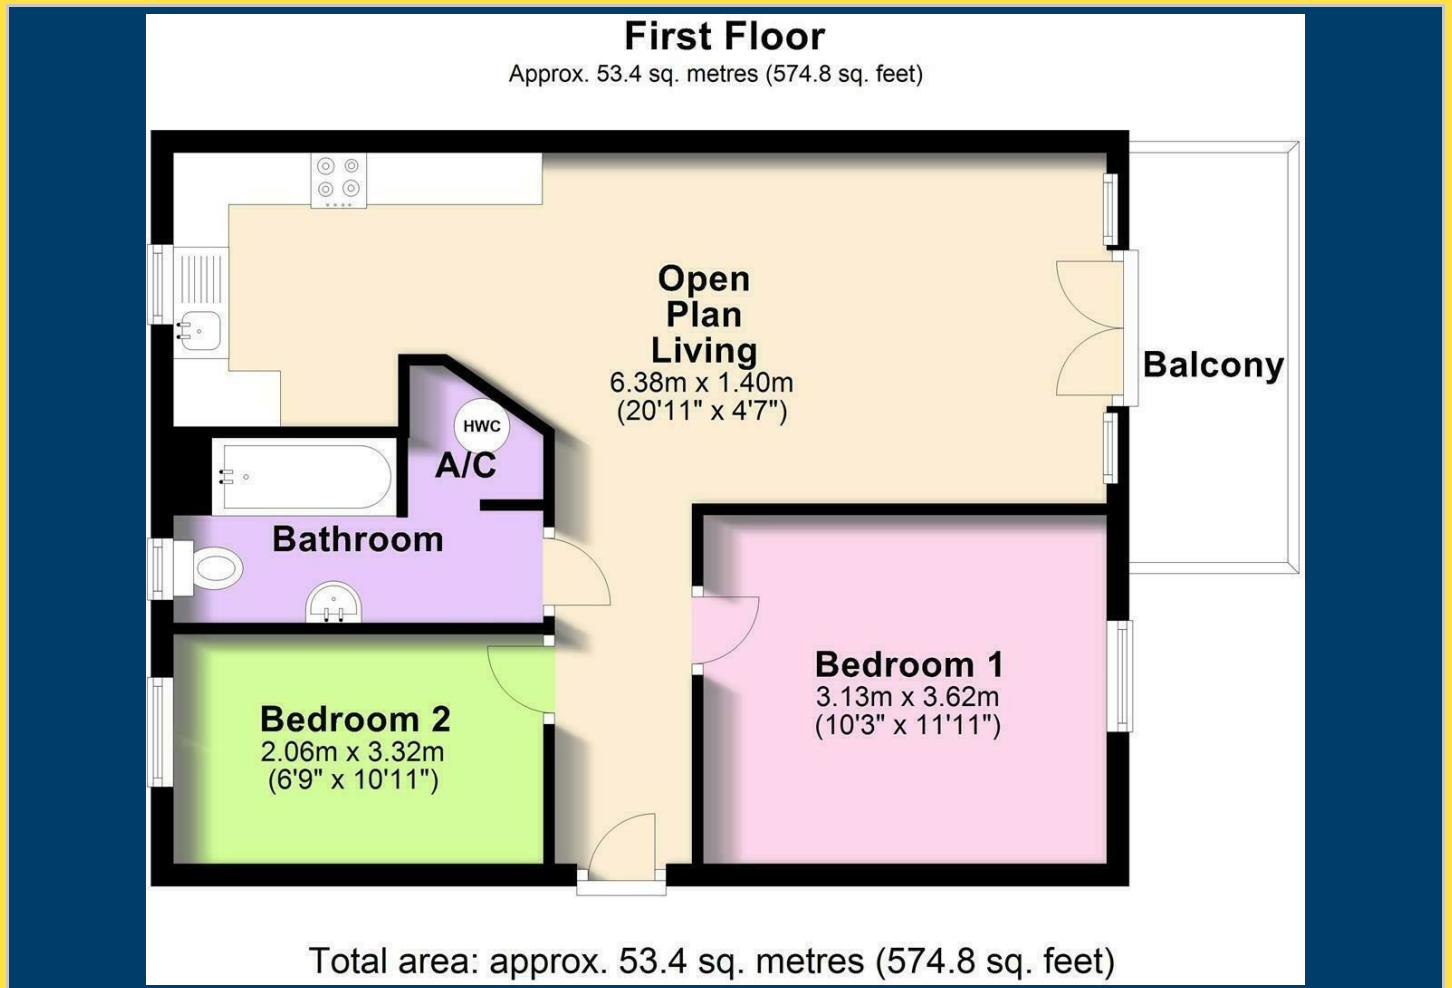 First Floor
Approx. 53.4 sq. metres (574.8 sq. feet)
Open
Plan
Living
6.38m x 1.40m
(20'11" x 4'7")
Balcony
HWC
A/C
Bathroom
Bedroom 1
3.13m x 3.62m
(10'3" x 11'11")
Bedroom 2
2.06m x 3.32m
(6'9" x 10'11")
Total area: approx. 53.4 sq. metres (574.8 sq. feet)